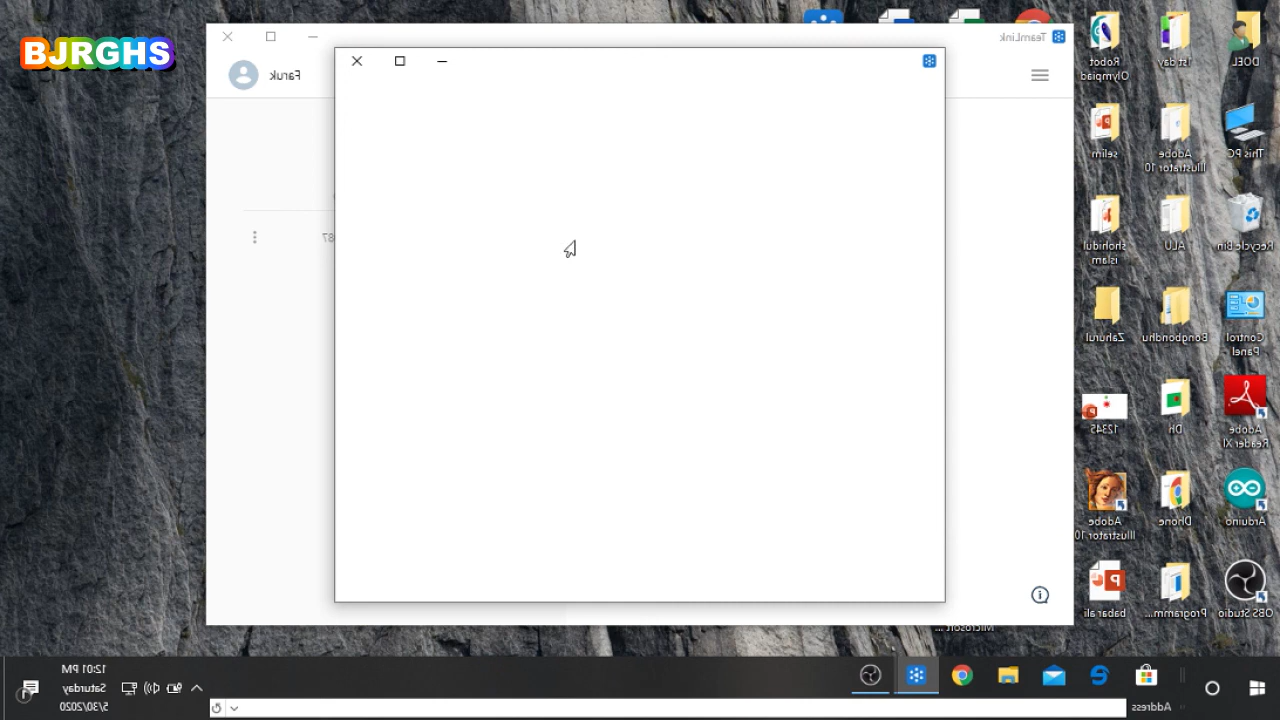 BJRGHS
TeamLink
Faruk
87
Robot
Olympiad
1st day
DOEL
selim
Adobe
Illustrator 10
This PC
shohidul
islam
ALU
Recycle Bin
Zahurul
Bongbondhu
Control
Panel
12345
Dh
Adobe
Reader XI
Adobe
Illustrator 10
Dhone
Arduino
babar ali
Programm...
OBS Studio
Microsoft ...
12:01 PM
Saturday
5/30/2020
Address